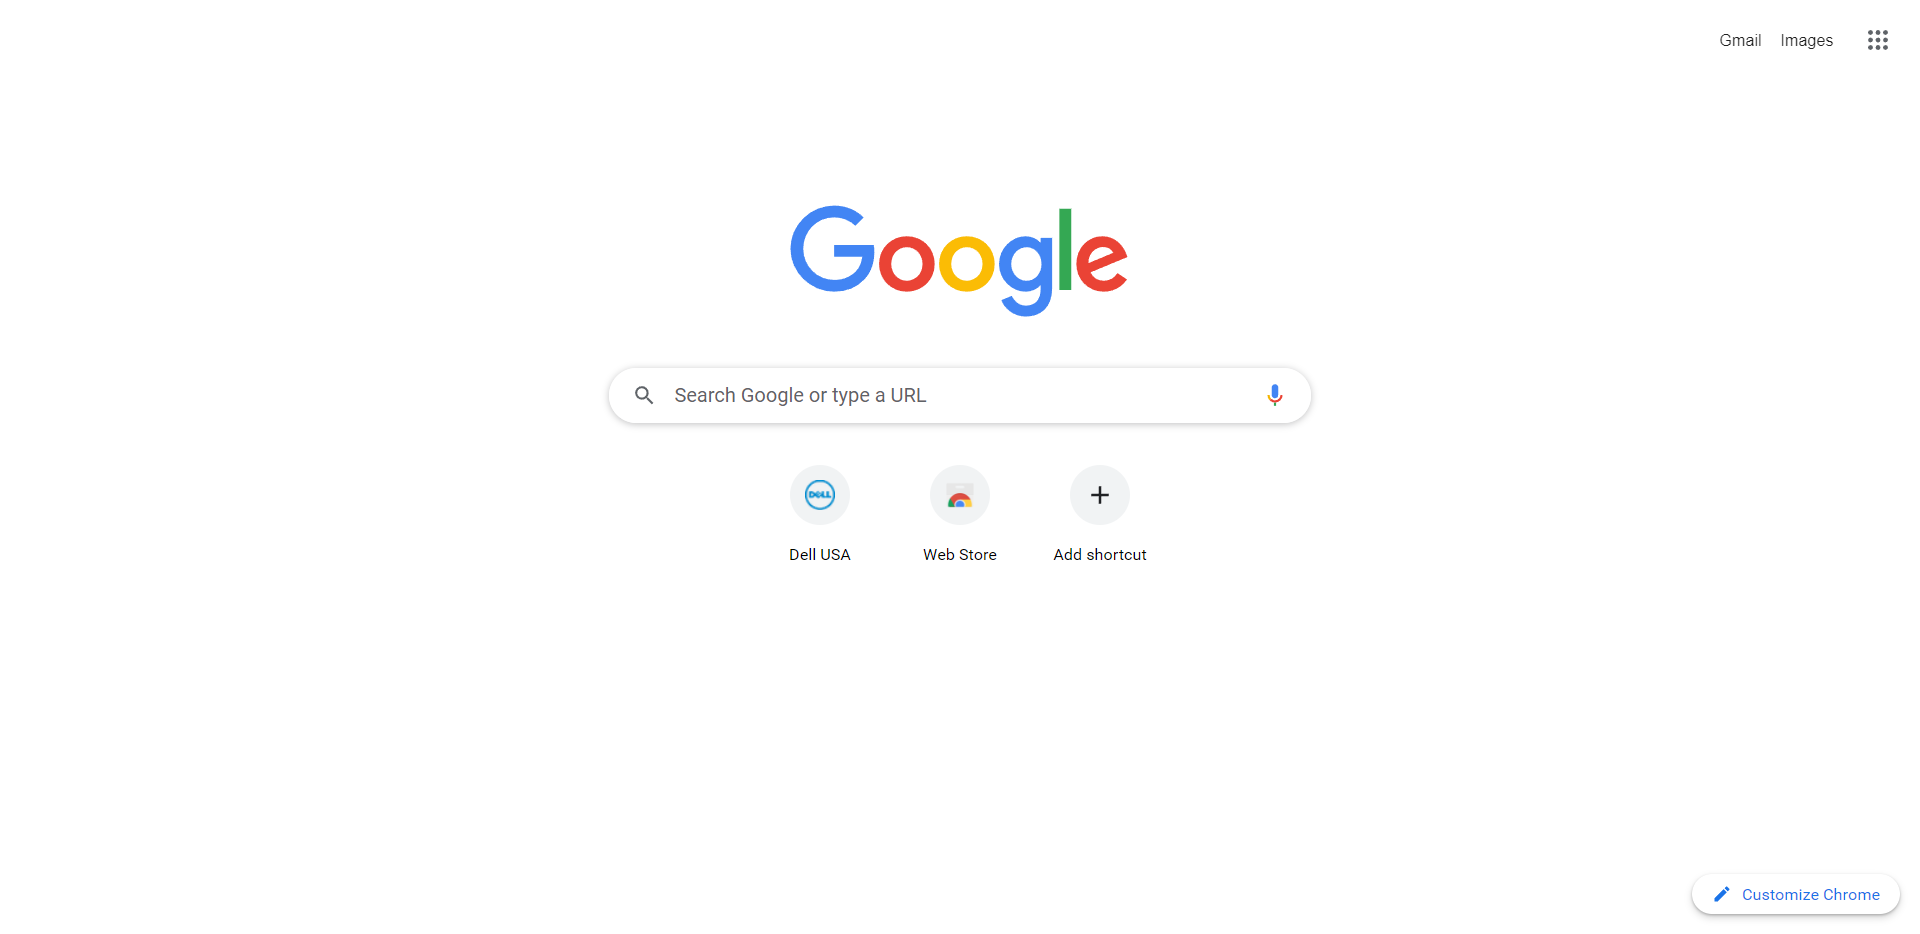 Gmail Images
Google
Search Google or type a URL
DELL
Dell USA Web Store Add shortcut
Customize Chrome